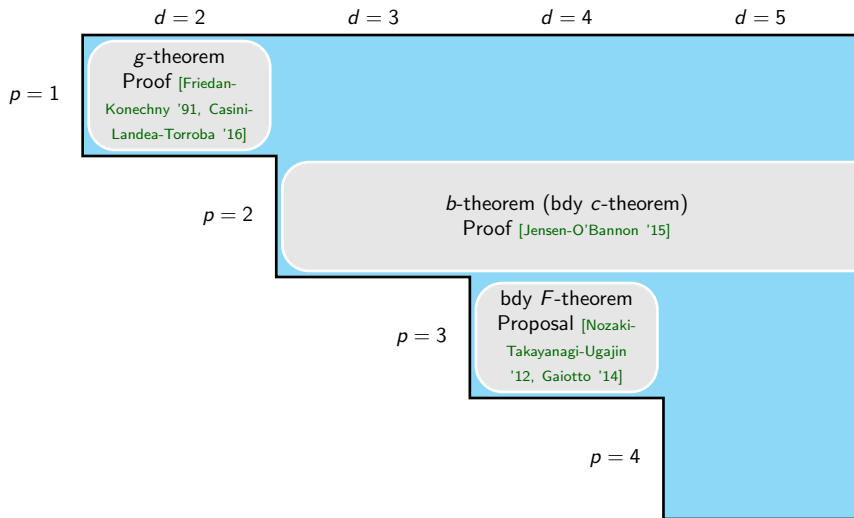 d = 2 d = 3 d = 4 d = 5
p = 1
g-theorem
Proof [Friedan-
Konechny '91, Casini-
Landea-Torroba '16]
p = 2
b-theorem (bdy c-theorem)
Proof [Jensen-O'Bannon '15]
p = 3
bdy F-theorem
Proposal [Nozaki-
Takayanagi-Ugajin
'12, Gaiotto '14]
p = 4